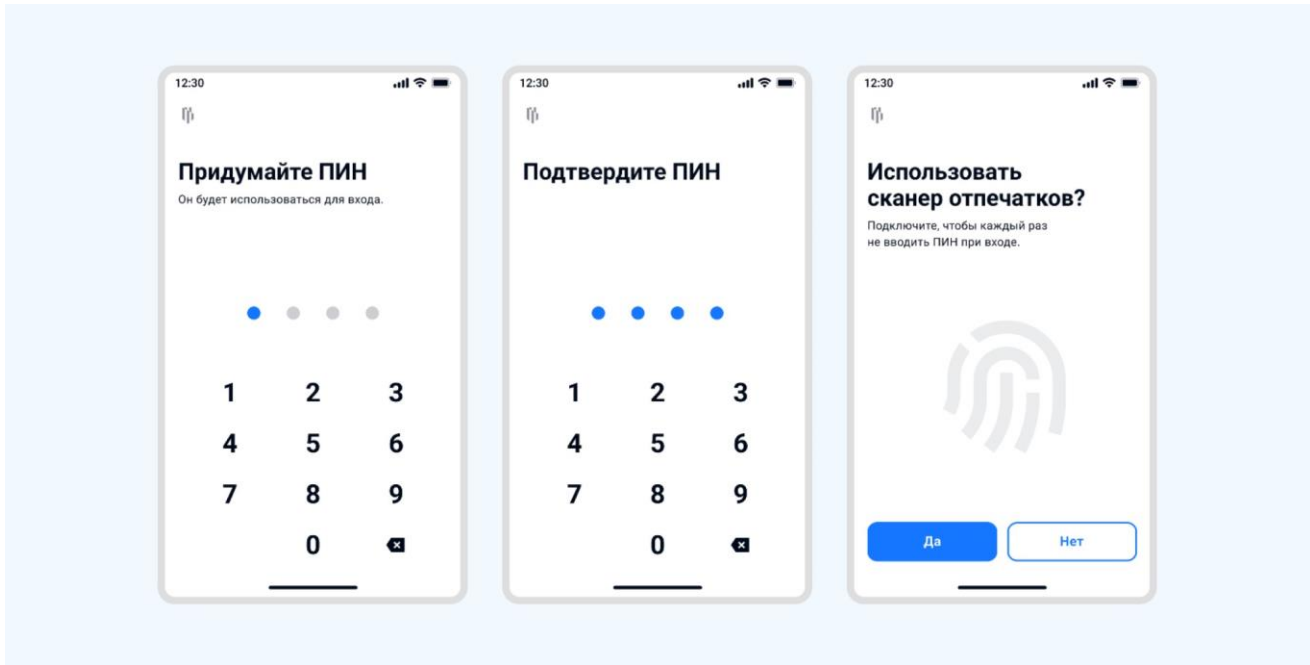 12:30
Придумайте ПИН
Он будет использоваться для входа.
1 2 3
4 5 6
7 8 9
0
12:30
Подтвердите ПИН
1 2 3
4 5 6
7 8 9
0
12:30
Использовать
сканер отпечатков?
Подключите, чтобы каждый раз
не вводить ПИН при входе.
Да
Нет